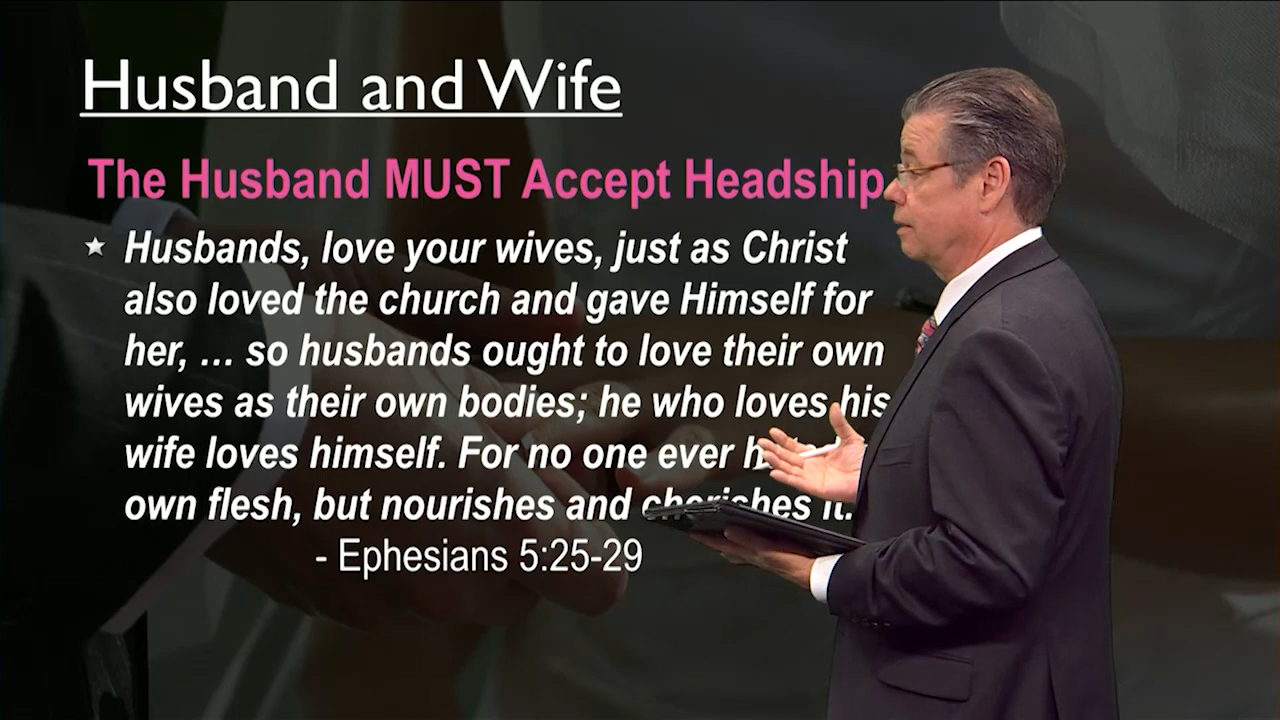 Husband and Wife
The Husband MUST Accept Headship
Husbands, love your wives, just as Christ
also loved the church and gave Himself for
her, … so husbands ought to love their own
wives as their own bodies; he who loves his
wife loves himself. For no one ever
own flesh, but nourishes and cherishes it.
- Ephesians 5:25-29